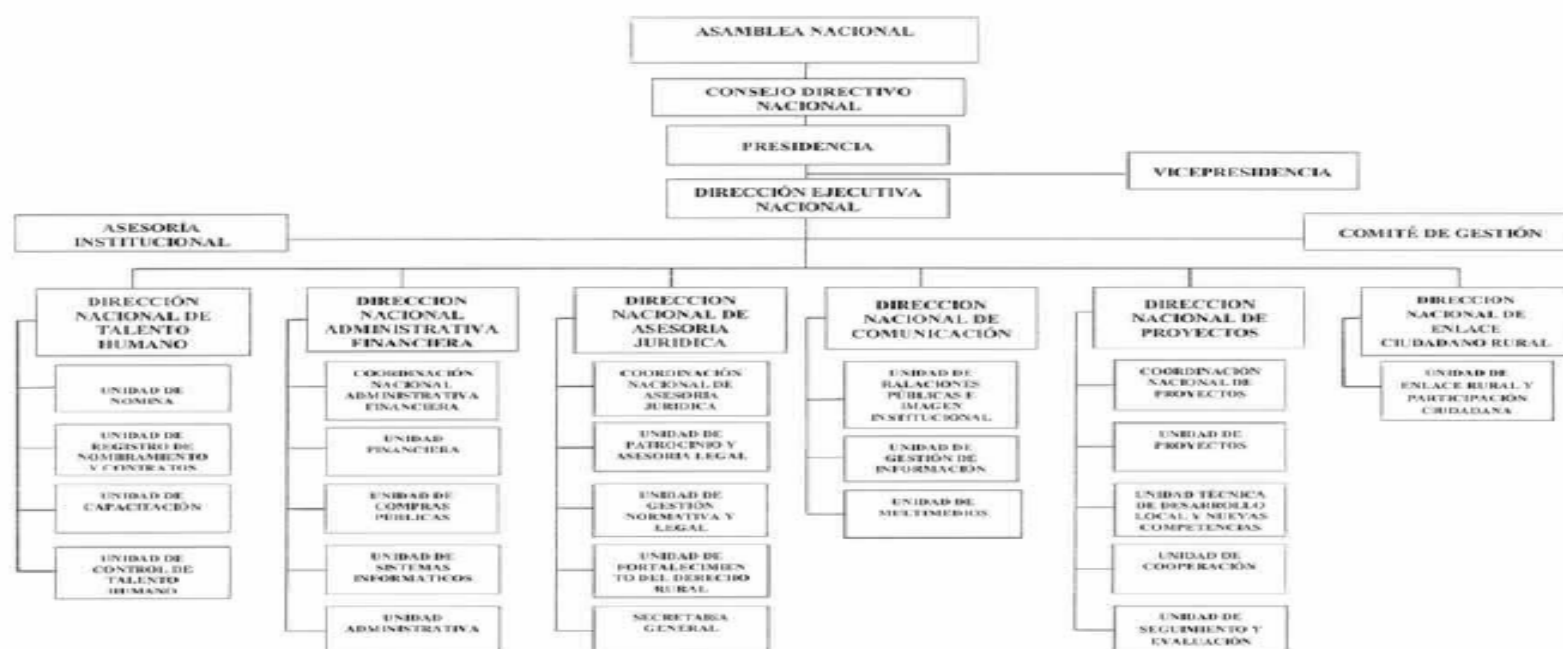 ASAMBLEA NACIONAL
CONSEJO DIRECTIVO
NACIONAL
PRESIDENCIA
VICEPRESIDENCIA
DIRECCIÓN EJECUTIVA
NACIONAL
ASESORÍA
INSTITUCIONAL
COMITÉ DE GESTIÓN
DIRECCIÓN
NACIONAL DE
TALENTO
HUMANO
UNIDAD DE
NOMINA
UNIDAD DE
REGISTRO DE
NOMBRAMIENTO
Y CONTRATOS
UNIDAD DE
CAPACITACIÓN
UNIDAD DE
CONTROL DE
TALENTO
HUMANO
DIRECCION
NACIONAL
ADMINISTRATIVA
FINANCIERA
COORDINACIÓN
NACIONAL
ADMINISTRATIVA
FINANCIERA
UNIDAD
FINANCIERA
UNIDAD DE
COMPRAS
PÚBLICAS
UNIDAD DE
SISTEMAS
INFORMATICOS
UNIDAD
ADMINISTRATIVA
DIRECCION
NACIONAL DE
ASESORIA
JURIDICA
COORDINACIÓN
NACIONAL DE
ASESORIA
JURIDICA
UNIDAD DE
PATROCINIO Y
ASESORIA LEGAL
UNIDAD DE
GESTIÓN
NORMATIVA Y
LEGAL
UNIDAD DE
FORTALECIMIEN
TO DEL DERECHO
RURAL
SECRETARIA
GENERAL
DIRECCION
NACIONAL DE
COMUNICACIÓN
UNIDAD DE
RALACIONES
PÚBLICAS E
IMAGEN
INSTITUCIONAL
UNIDAD DE
GESTIÓN DE
INFORMACIÓN
UNIDAD DE
MULTIMEDIOS
DIRECCION
NACIONAL DE
PROYECTOS
COORDINACIÓN
NACIONAL DE
PROYECTOS
UNIDAD DE
PROYECTOS
UNIDAD TÉCNICA
DE DESARROLLO
LOCAL Y NUEVAS
COMPETENCIAS
UNIDAD DE
COOPERACIÓN
UNIDAD DE
SEGUIMIENTO Y
EVALUACIÓN
DIRECCION
NACIONAL DE
ENLACE
CIUDADANO RURAL
UNIDAD DE
ENLACE RURAL Y
PARTICIPACIÓN
CIUDADANA